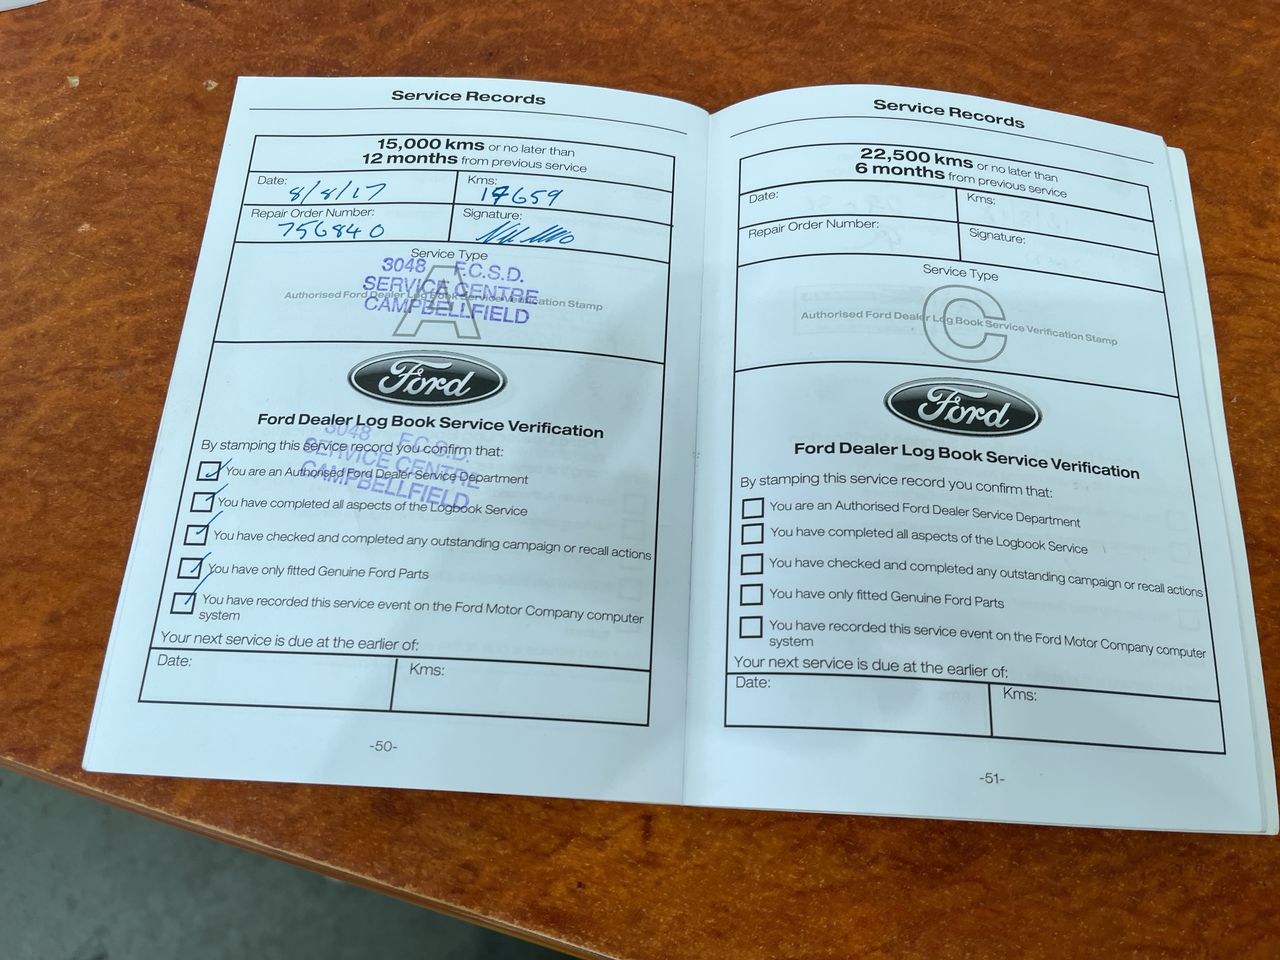 Service Records
15,000 kms or no later than
12 months from previous service
Date: 8/8/17
Kms: 17659
Repair Order Number: 756840
Signature:
Service Type
3048 F.C.S.D.
SERVICE CENTRE
CAMPBELLFIELD
A
Authorised Ford Dealer Log Book Service Verification Stamp
Ford
Ford Dealer Log Book Service Verification
By stamping this service record you confirm that:
3048 F.C.S.D.
SERVICE CENTRE
CAMPBELLFIELD
You are an Authorised Ford Dealer Service Department
You have completed all aspects of the Logbook Service
You have checked and completed any outstanding campaign or recall actions
You have only fitted Genuine Ford Parts
You have recorded this service event on the Ford Motor Company computer
system
Your next service is due at the earlier of:
Date:
Kms:
-50-
Service Records
22,500 kms or no later than
6 months from previous service
Date:
Kms:
Repair Order Number:
Signature:
Service Type
C
Authorised Ford Dealer Log Book Service Verification Stamp
Ford
Ford Dealer Log Book Service Verification
By stamping this service record you confirm that:
You are an Authorised Ford Dealer Service Department
You have completed all aspects of the Logbook Service
You have checked and completed any outstanding campaign or recall actions
You have only fitted Genuine Ford Parts
You have recorded this service event on the Ford Motor Company computer
system
Your next service is due at the earlier of:
Date:
Kms:
-51-